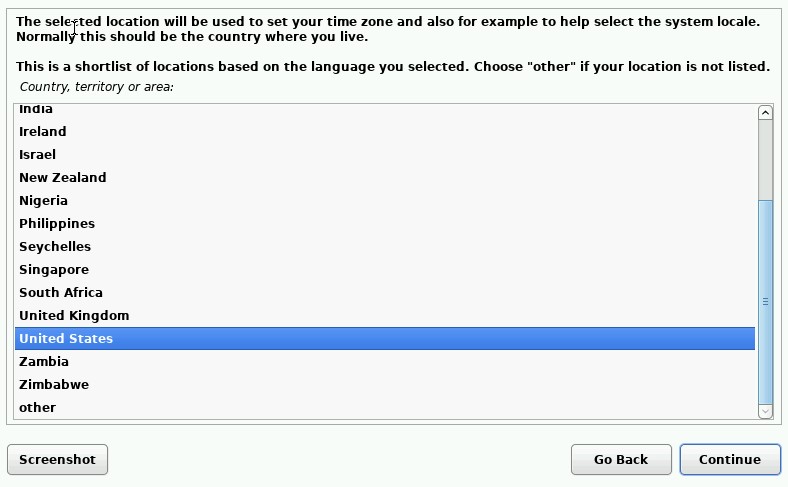 The selected location will be used to set your time zone and also for example to help select the system locale.
Normally this should be the country where you live.
This is a shortlist of locations based on the language you selected. Choose "other" if your location is not listed.
Country, territory or area:
India
Ireland
Israel
New Zealand
Nigeria
Philippines
Seychelles
Singapore
South Africa
United Kingdom
United States
Zambia
Zimbabwe
other
Screenshot
Go Back
Continue